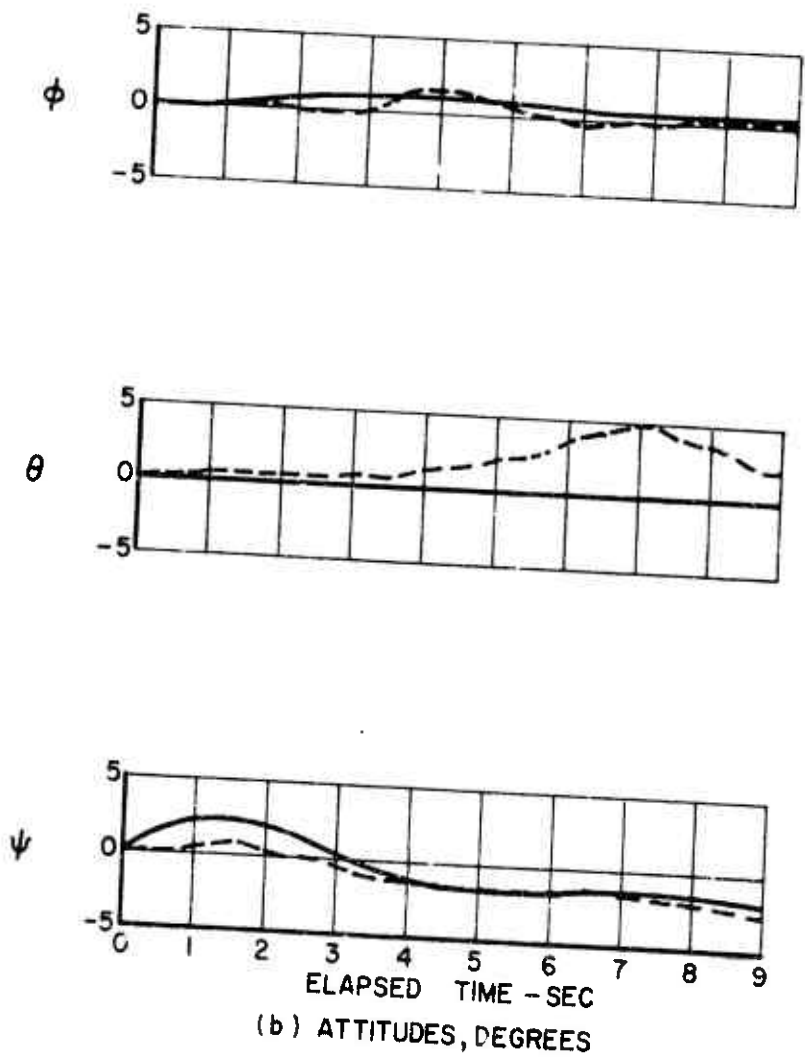 5
ϕ 0
-5
5
θ 0
-5
5
ψ 0
-5
0 1 2 3 4 5 6 7 8 9
ELAPSED TIME - SEC
(b) ATTITUDES, DEGREES